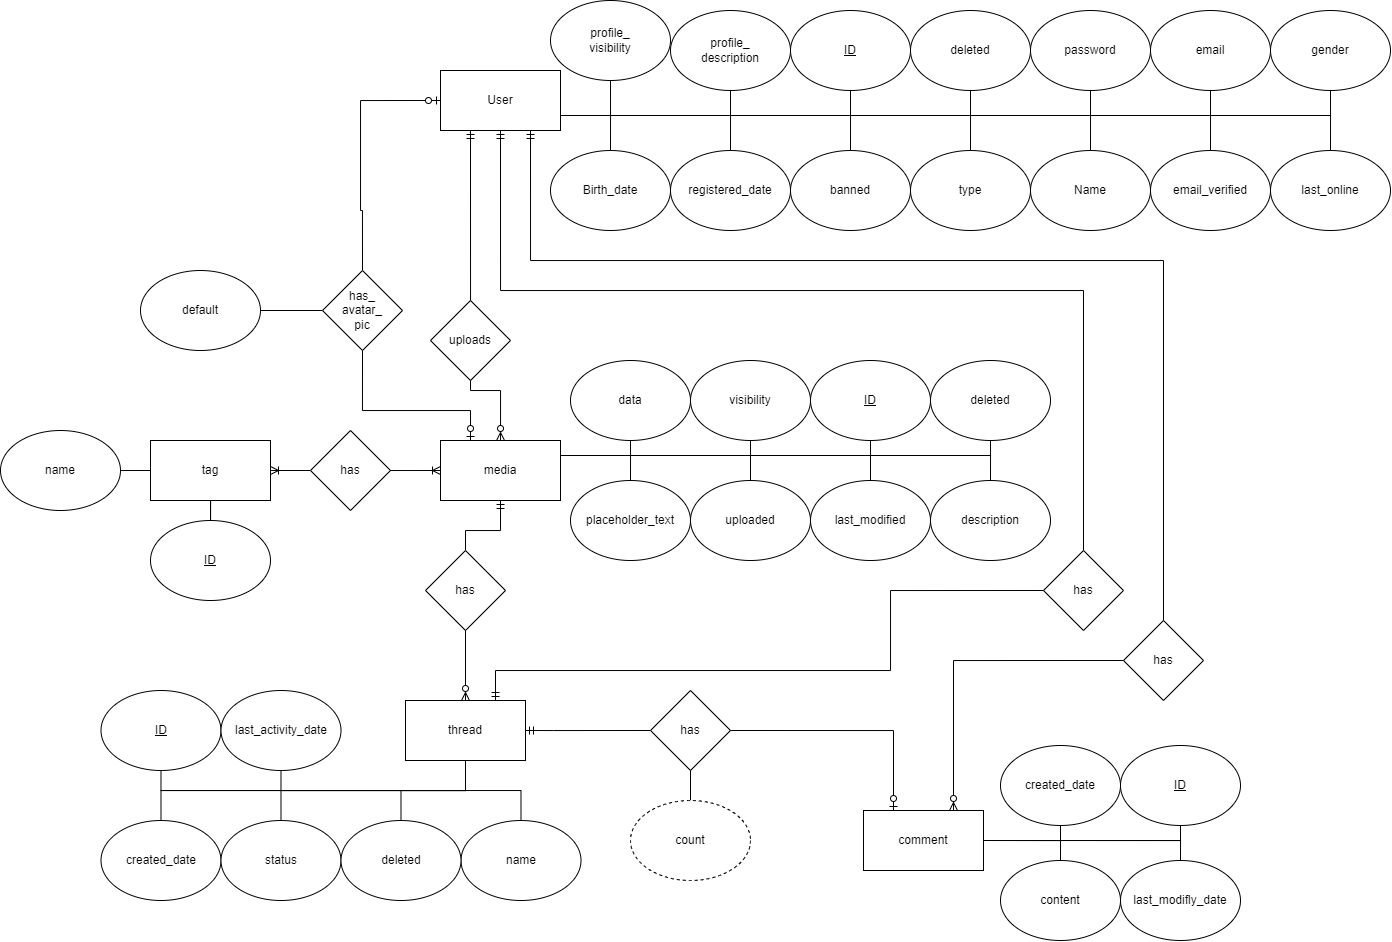 profile_
visibility
profile_
description
ID
deleted
password
email
gender
User
Birth_date
registered_date
banned
type
Name
email_verified
last_online
default
has_
avatar_
pic
uploads
data
visibility
ID
deleted
name
tag
has
media
placeholder_text
uploaded
last_modified
description
ID
has
has
has
ID
last_activity_date
thread
has
created_date
ID
created_date
status
deleted
name
count
comment
content
last_modifly_date